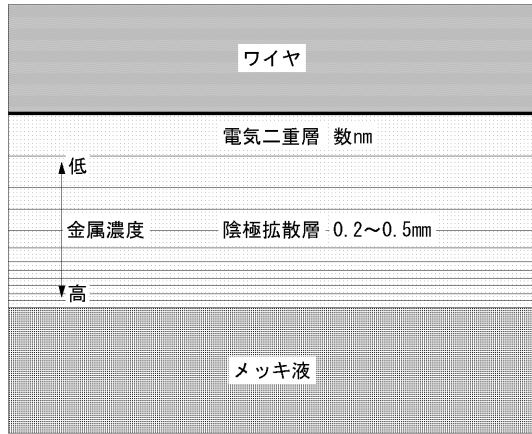 ワイヤ
電気二重層 数nm
低
金属濃度
陰極拡散層 0.2～0.5mm
高
メッキ液